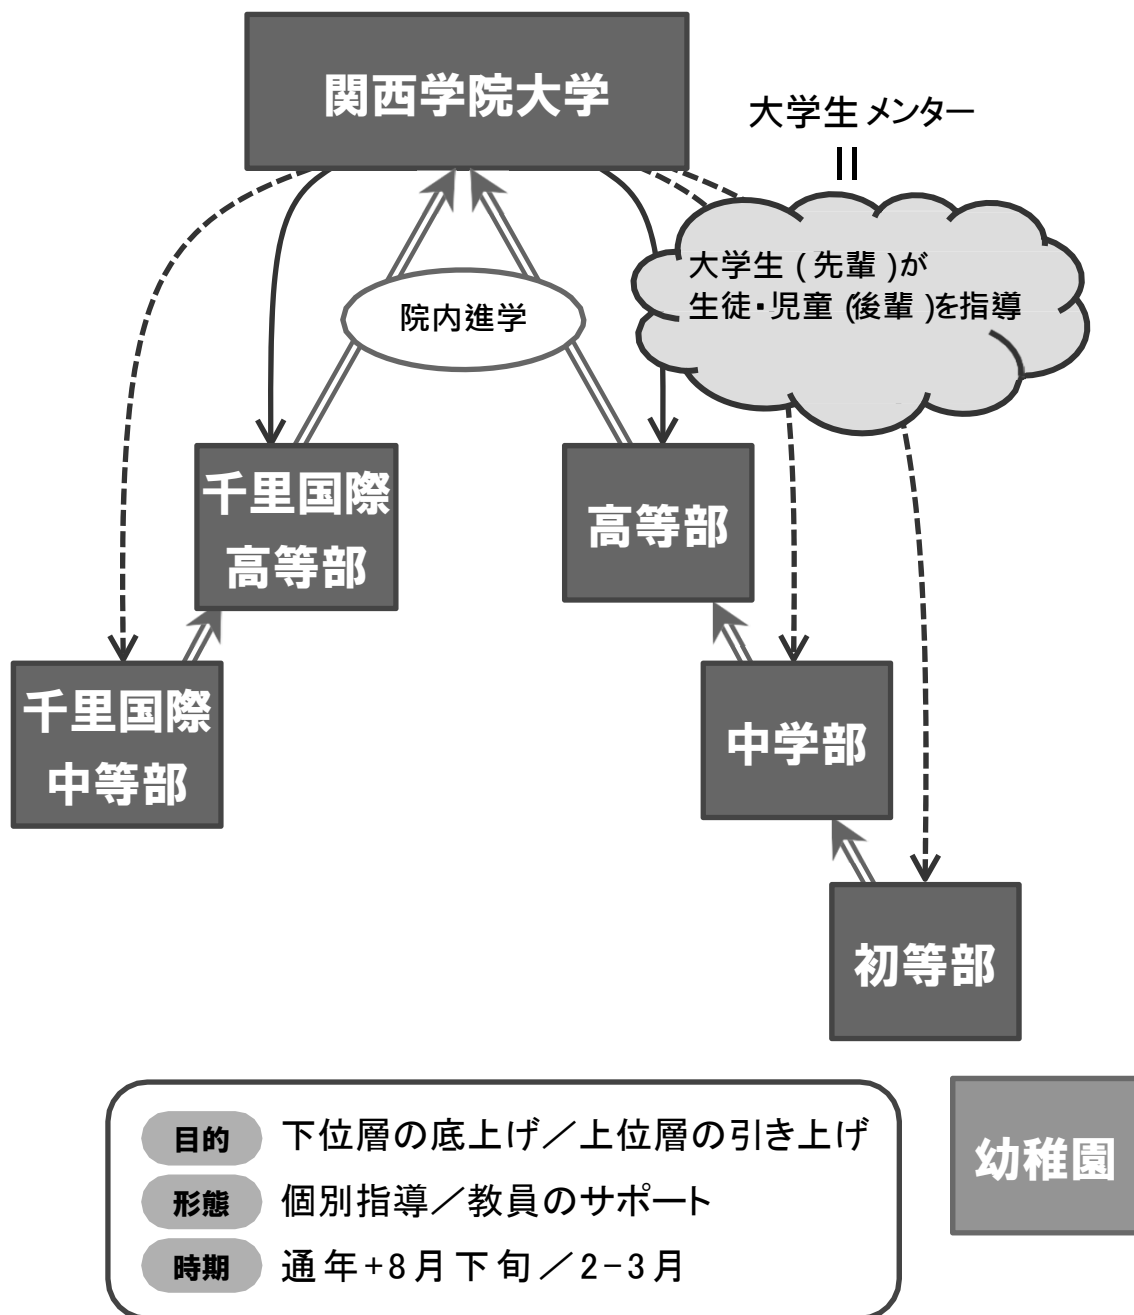 関西学院大学
大学生メンター
大学生(先輩)が
生徒・児童(後輩)を指導
院内進学
千里国際
高等部
高等部
千里国際
中等部
中学部
初等部
幼稚園
目的 下位層の底上げ/上位層の引き上げ
形態 個別指導/教員のサポート
時期 通年+8月下旬/2-3月